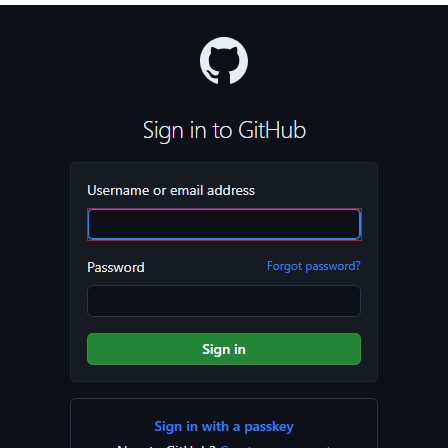 Sign in to GitHub
Username or email address
Password
Forgot password?
Sign in
Sign in with a passkey